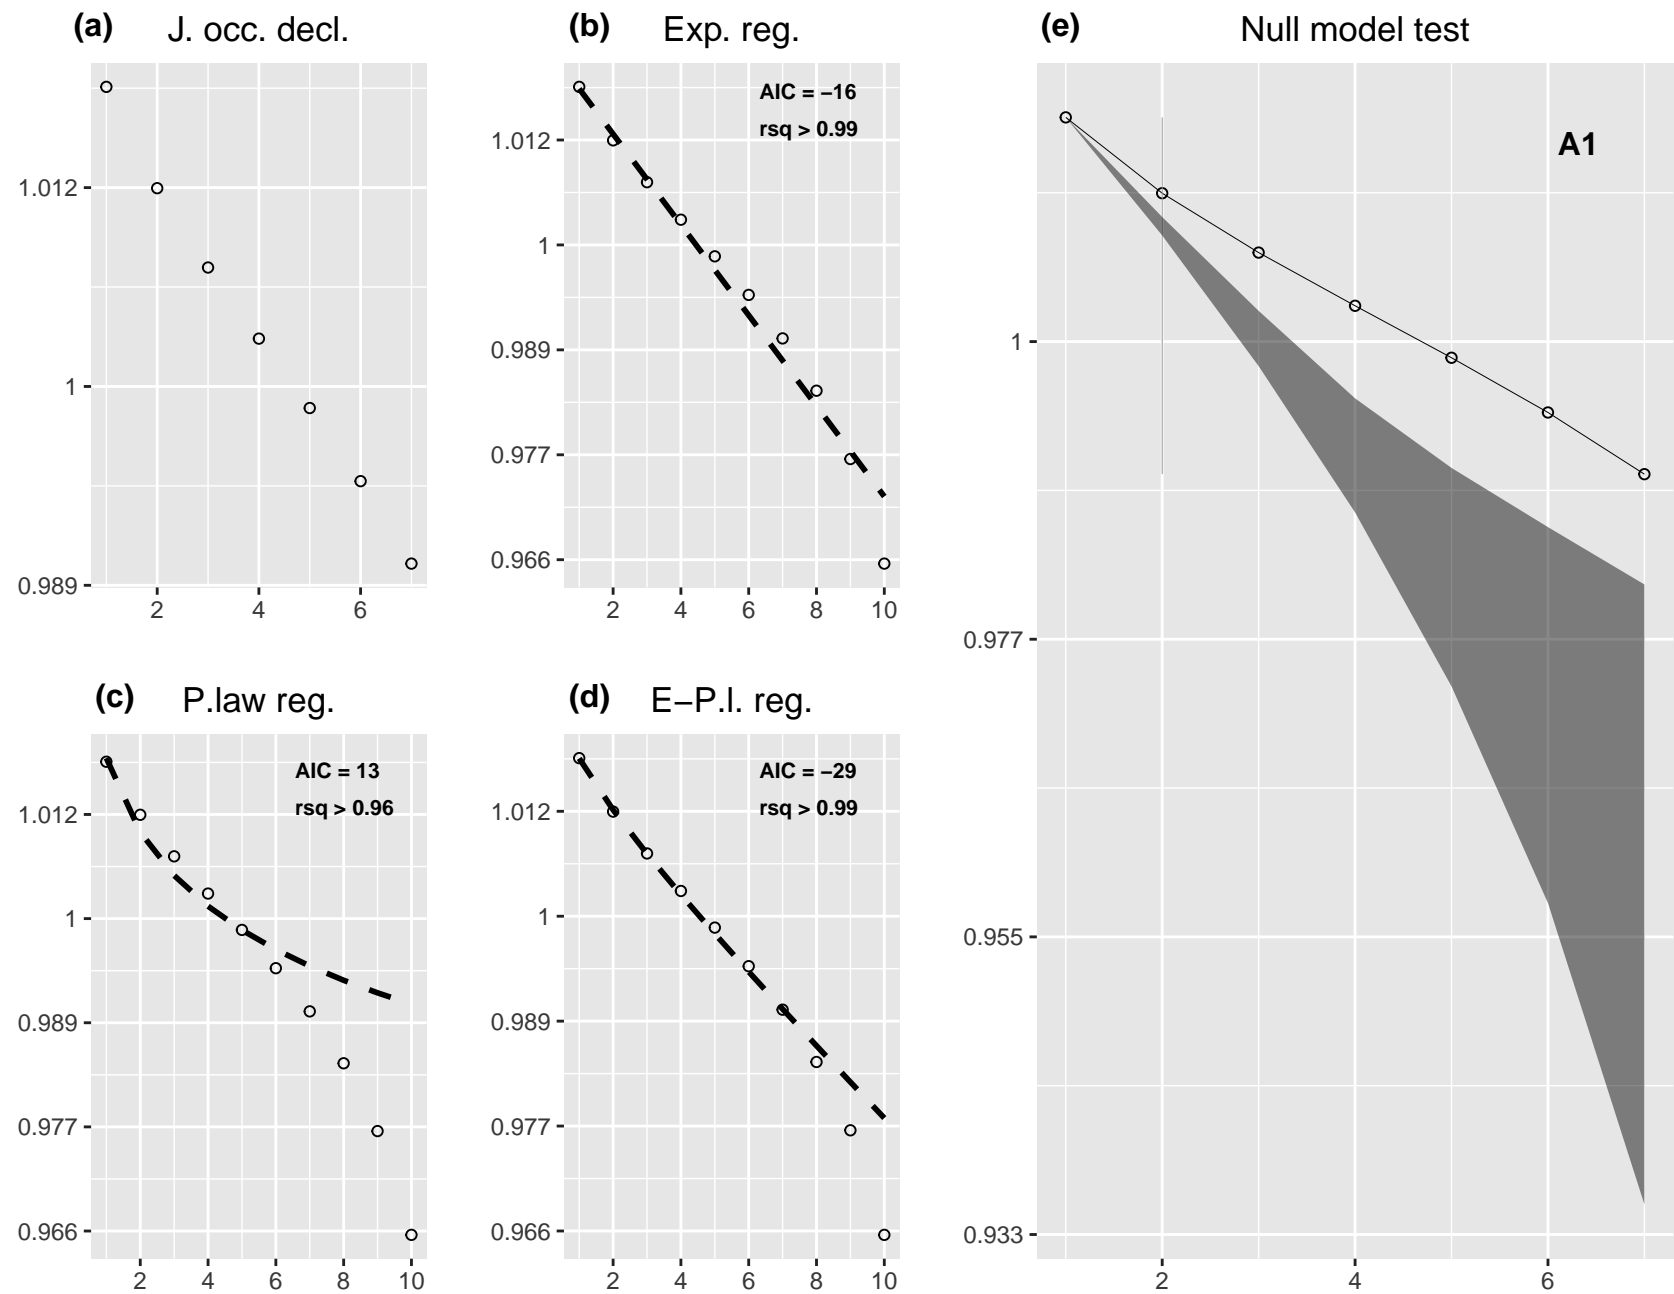 (a) J. occ. decl.
1.012
1
0.989
2 4 6
(b) Exp. reg.
AIC = −16
rsq > 0.99
1.012
1
0.989
0.977
0.966
2 4 6 8 10
(c) P.law reg.
AIC = 13
rsq > 0.96
1.012
1
0.989
0.977
0.966
2 4 6 8 10
(d) E−P.l. reg.
AIC = −29
rsq > 0.99
1.012
1
0.989
0.977
0.966
2 4 6 8 10
(e) Null model test
A1
1
0.977
0.955
0.933
2 4 6